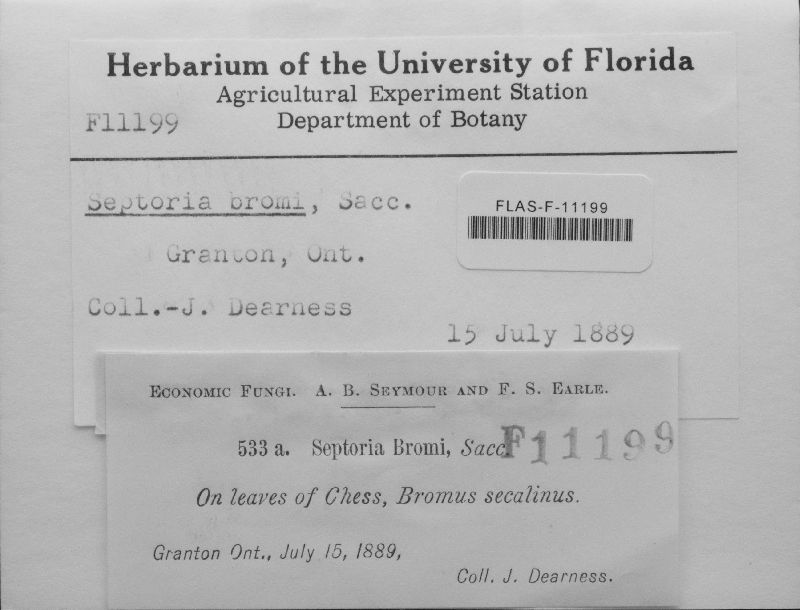 Herbarium of the University of Florida
Agricultural Experiment Station
F11199
Department of Botany
Septoria bromi, Sacc.
FLAS-F-11199
Granton, Ont.
Coll.-J. Dearness
15 July 1889
Economic Fungi. A. B. Seymour and F. S. Earle.
533 a. Septoria Bromi, Sacc. F11199
On leaves of Chess, Bromus secalinus.
Granton Ont., July 15, 1889,
Coll. J. Dearness.